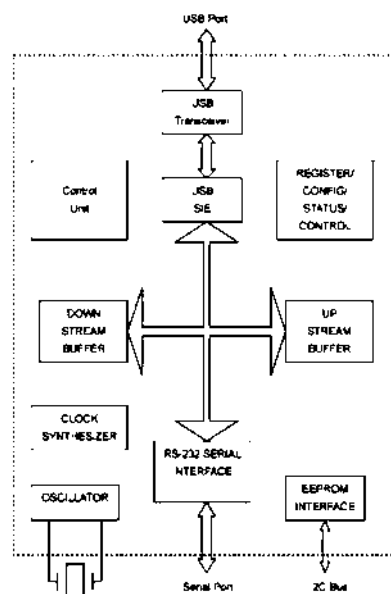 USB Port
USB
Transceiver
Control
Unit
USB
SIE
REGISTER/
CONFIG/
STATUS/
CONTROL
DOWN
STREAM
BUFFER
UP
STREAM
BUFFER
CLOCK
SYNTHESIZER
RS-232 SERIAL
INTERFACE
OSCILLATOR
EEPROM
INTERFACE
Serial Port
I2C Bus